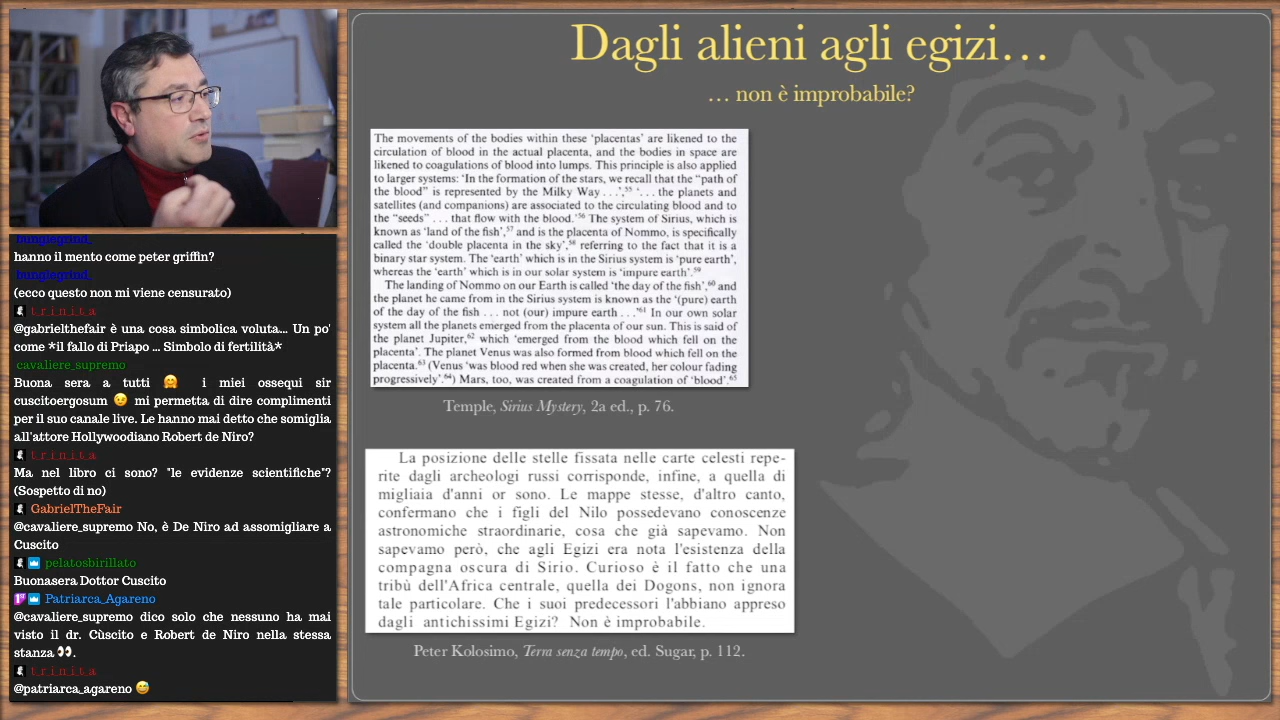 Dagli alieni agli egizi…
… non è improbabile?
The movements of the bodies within these ‘placentas’ are likened to the
circulation of blood in the actual placenta, and the bodies in space are
likened to coagulations of blood into lumps. This principle is also applied
to larger systems: ‘In the formation of the stars, we recall that the “path of
the blood” is represented by the Milky Way . . .’,⁵⁵ ‘. . . the planets and
satellites (and companions) are associated to the circulating blood and to
the “seeds” . . . that flow with the blood.’⁵⁶ The system of Sirius, which is
known as ‘land of the fish’,⁵⁷ and is the placenta of Nommo, is specifically
called the ‘double placenta in the sky’,⁵⁸ referring to the fact that it is a
binary star system. The ‘earth’ which is in the Sirius system is ‘pure earth’,
whereas the ‘earth’ which is in our solar system is ‘impure earth’.⁵⁹
The landing of Nommo on our Earth is called ‘the day of the fish’,⁶⁰ and
the planet he came from in the Sirius system is known as the ‘(pure) earth
of the day of the fish . . . not (our) impure earth . . .’⁶¹ In our own solar
system all the planets emerged from the placenta of our sun. This is said of
the planet Jupiter,⁶² which ‘emerged from the blood which fell on the
placenta’. The planet Venus was also formed from blood which fell on the
placenta.⁶³ (Venus ‘was blood red when she was created, her colour fading
progressively’.⁶⁴) Mars, too, was created from a coagulation of ‘blood’.⁶⁵
Temple, Sirius Mystery, 2a ed., p. 76.
La posizione delle stelle fissata nelle carte celesti repe-
rite dagli archeologi russi corrisponde, infine, a quella di
migliaia d'anni or sono. Le mappe stesse, d'altro canto,
confermano che i figli del Nilo possedevano conoscenze
astronomiche straordinarie, cosa che già sapevamo. Non
sapevamo però, che agli Egizi era nota l'esistenza della
compagna oscura di Sirio. Curioso è il fatto che una
tribù dell'Africa centrale, quella dei Dogons, non ignora
tale particolare. Che i suoi predecessori l'abbiano appreso
dagli antichissimi Egizi? Non è improbabile.
Peter Kolosimo, Terra senza tempo, ed. Sugar, p. 112.
hanno il mento come peter griffin?
(ecco questo non mi viene censurato)
t_r_i_n_i_t_a
@gabrielthefair è una cosa simbolica voluta... Un po'
come *il fallo di Priapo ... Simbolo di fertilità*
cavaliere_supremo
Buona sera a tutti 🤗 i miei ossequi sir
cuscitoergosum 😉 mi permetta di dire complimenti
per il suo canale live. Le hanno mai detto che somiglia
all'attore Hollywoodiano Robert de Niro?
t_r_i_n_i_t_a
Ma nel libro ci sono? "le evidenze scientifiche"?
(Sospetto di no)
GabrielTheFair
@cavaliere_supremo No, è De Niro ad assomigliare a
Cuscito
pelatosbirillato
Buonasera Dottor Cuscito
Patriarca_Agareno
@cavaliere_supremo dico solo che nessuno ha mai
visto il dr. Cùscito e Robert de Niro nella stessa
stanza 👀.
t_r_i_n_i_t_a
@patriarca_agareno 😅